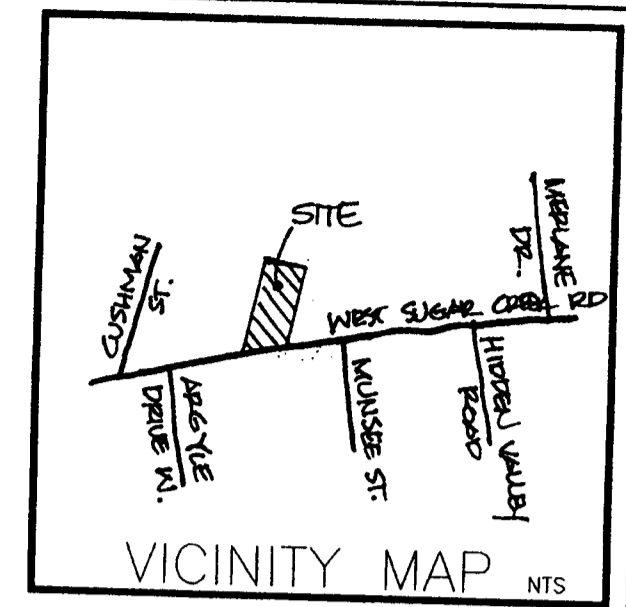 SITE
CUSHMAN
ST.
DR.
WEST SUGAR CREEK RD
ARGYLE
DRIVE W.
MUNSEE ST.
HIDDEN VALLEY
ROAD
VICINITY MAP NTS